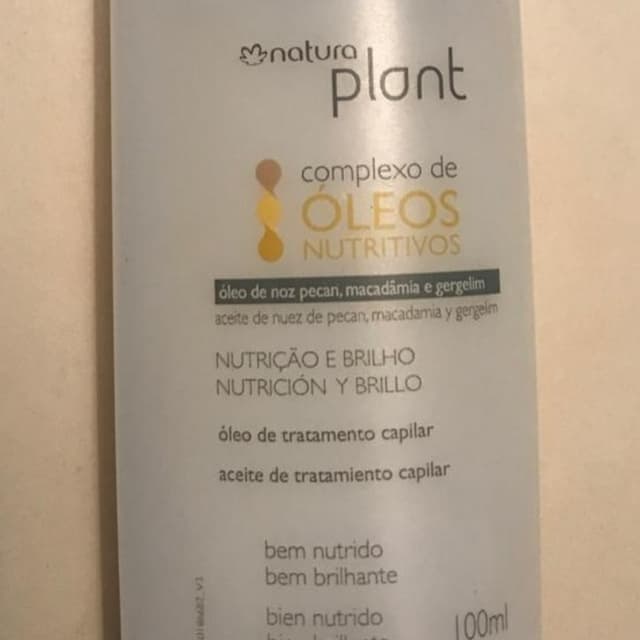 natura
plant
complexo de
ÓLEOS
NUTRITIVOS
óleo de noz pecan, macadâmia e gergelim
aceite de nuez de pecan, macadamia y gergelim
NUTRIÇÃO E BRILHO
NUTRICIÓN Y BRILLO
óleo de tratamento capilar
aceite de tratamiento capilar
bem nutrido
bem brilhante
bien nutrido
100ml